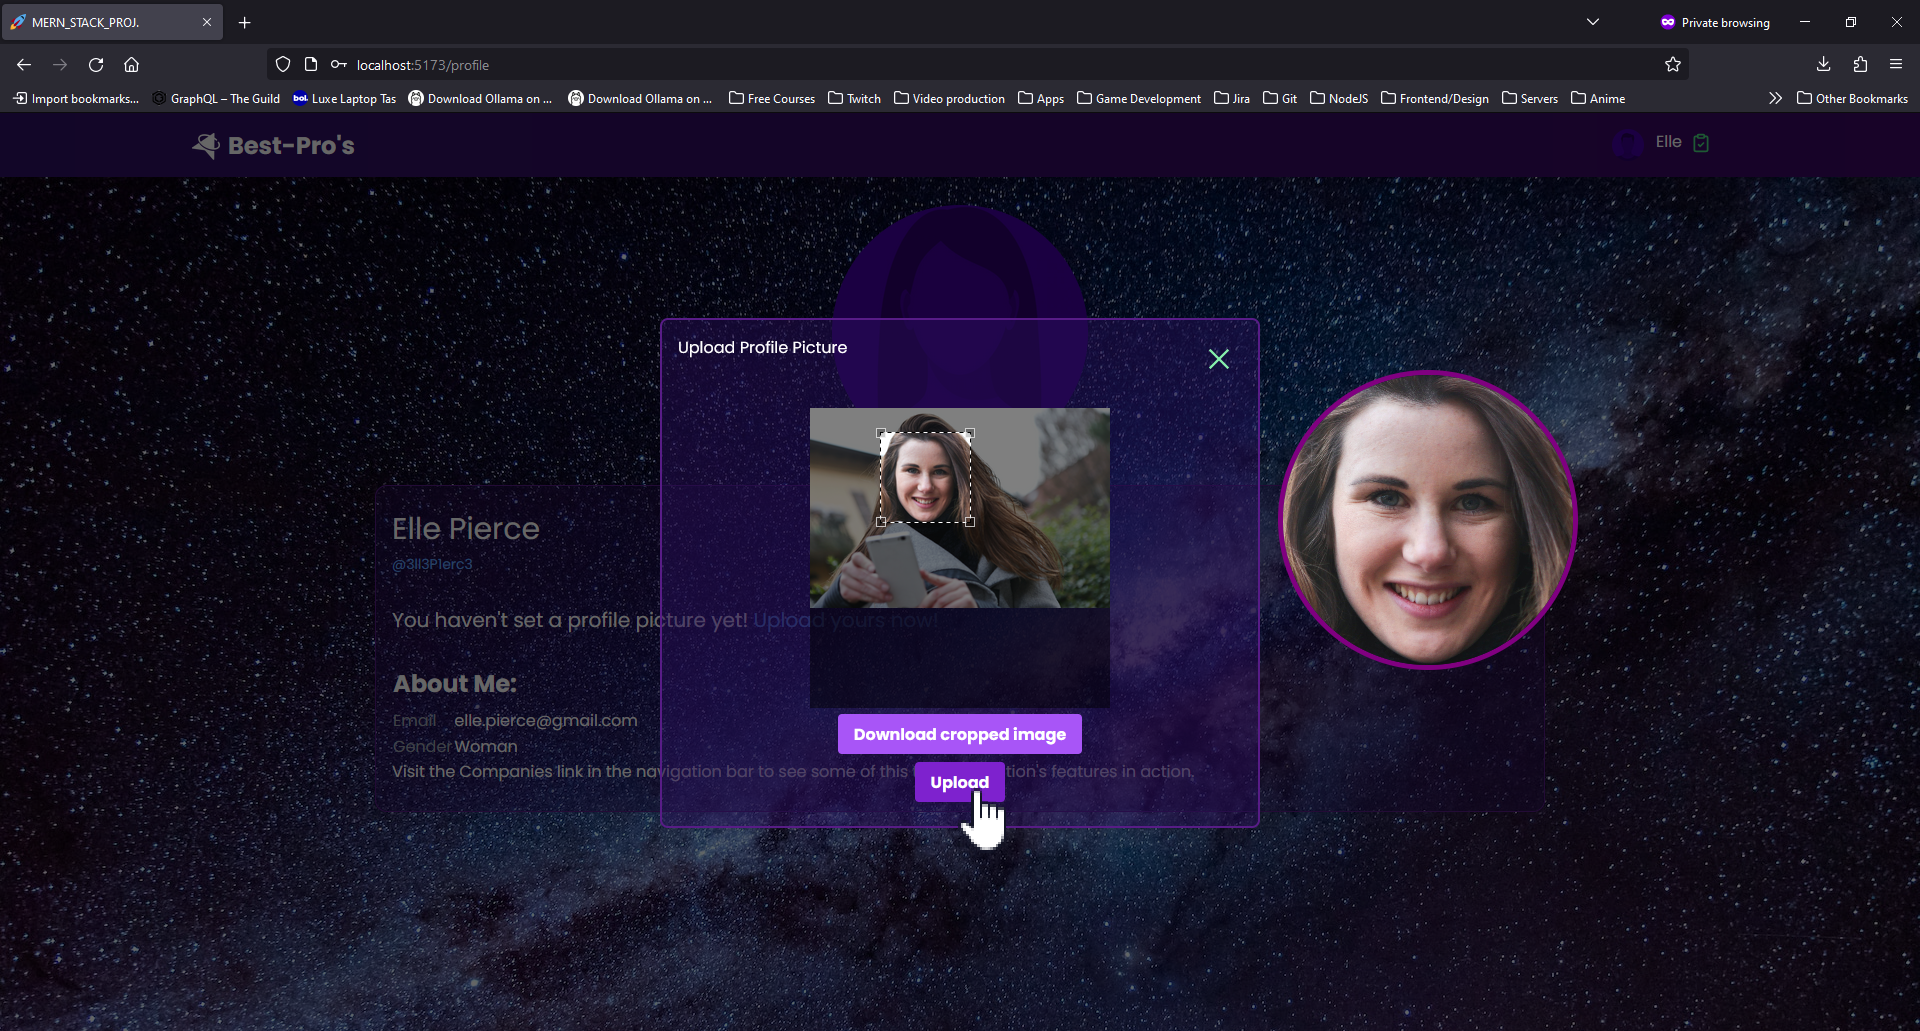 MERN_STACK_PROJ.
Private browsing
localhost:5173/profile
Import bookmarks... GraphQL – The Guild bol. Luxe Laptop Tas Download Ollama on ... Download Ollama on ... Free Courses Twitch Video production Apps Game Development Jira Git NodeJS Frontend/Design Servers Anime Other Bookmarks
Best-Pro's
Elle
Upload Profile Picture
Elle Pierce
@3ll3P1erc3
You haven't set a profile picture yet! Upload yours now!
About Me:
Email elle.pierce@gmail.com
Download cropped image
Gender Woman
Visit the Companies link in the navigation bar to see some of this tion's features in action.
Upload